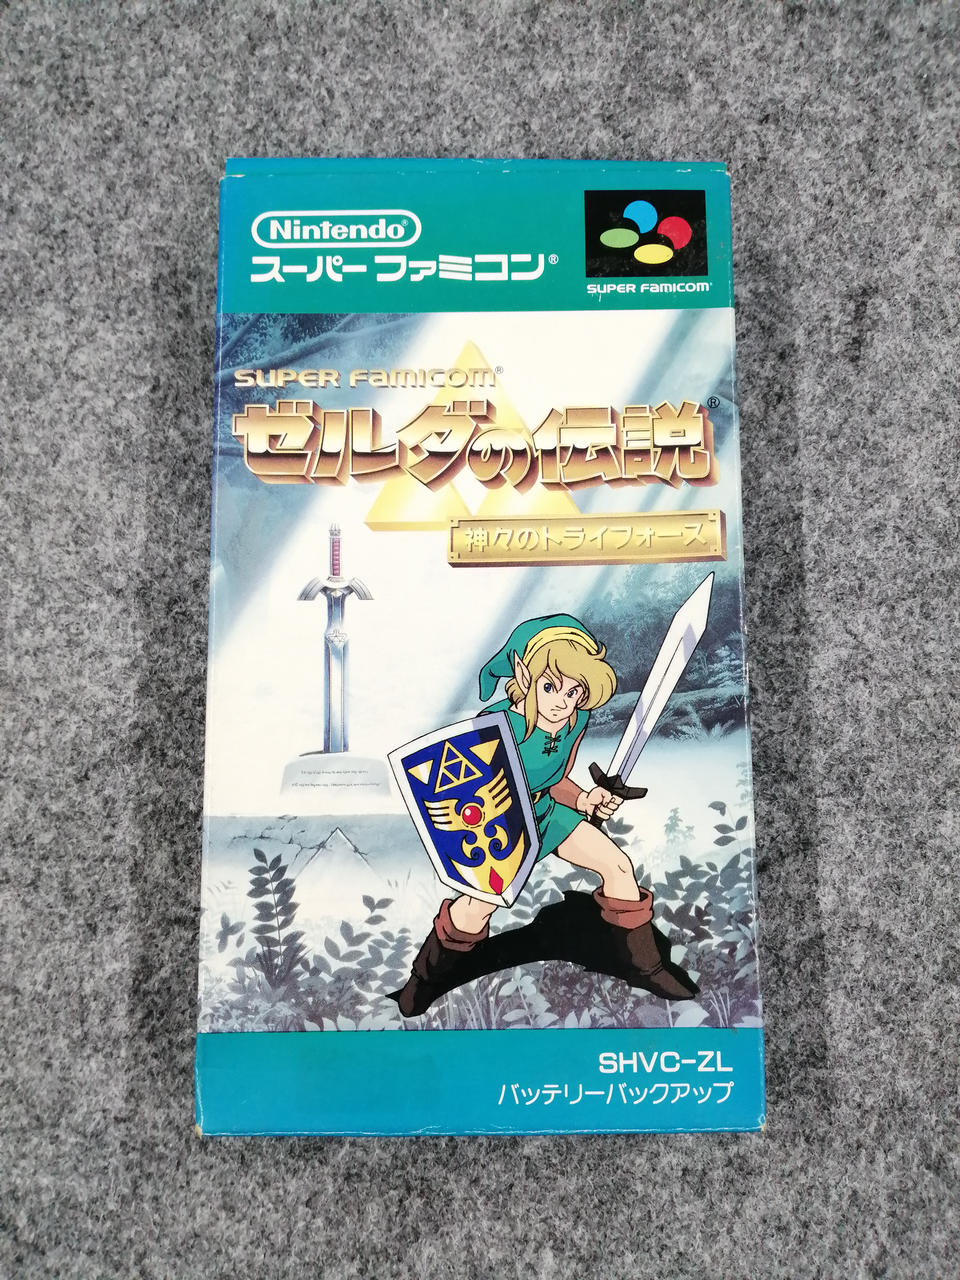 Nintendo®
スーパーファミコン®
SUPER FAMICOM
SUPER FAMICOM®
ゼルダの伝説®
神々のトライフォース
SHVC-ZL
バッテリーバックアップ